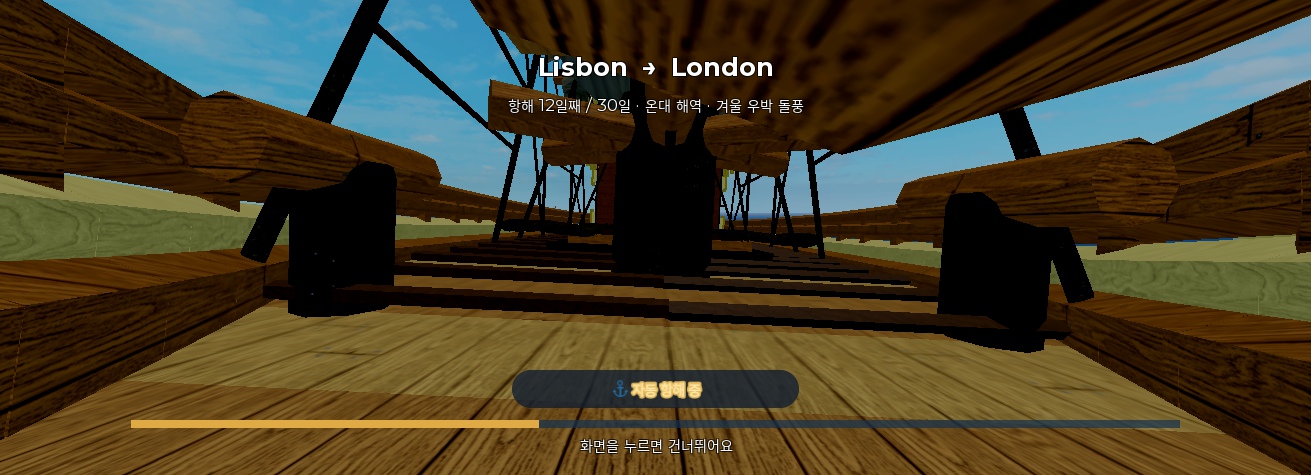 Lisbon → London
항해 12일째 / 30일 · 온대 해역 · 겨울 우박 돌풍
⚓ 자동 항해 중
화면을 누르면 건너뛰어요